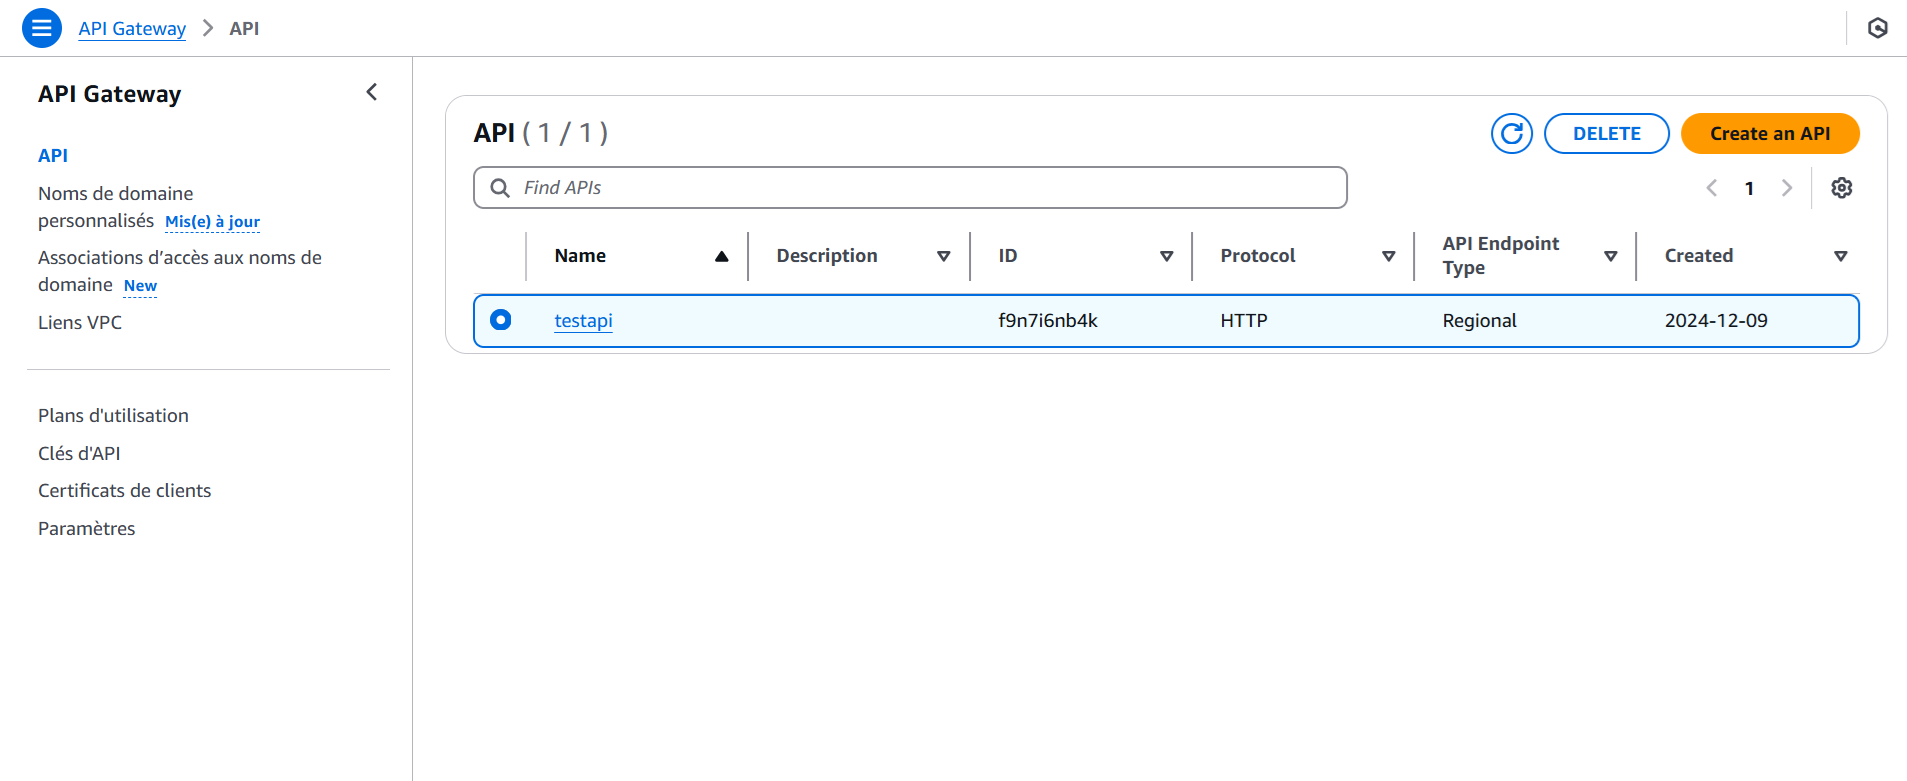 API Gateway > API
API Gateway
API
Noms de domaine
personnalisés Mis(e) à jour
Associations d’accès aux noms de
domaine New
Liens VPC
Plans d'utilisation
Clés d'API
Certificats de clients
Paramètres
API ( 1 / 1 )
DELETE
Create an API
Find APIs
1
Name
Description
ID
Protocol
API Endpoint
Type
Created
testapi
f9n7i6nb4k
HTTP
Regional
2024-12-09